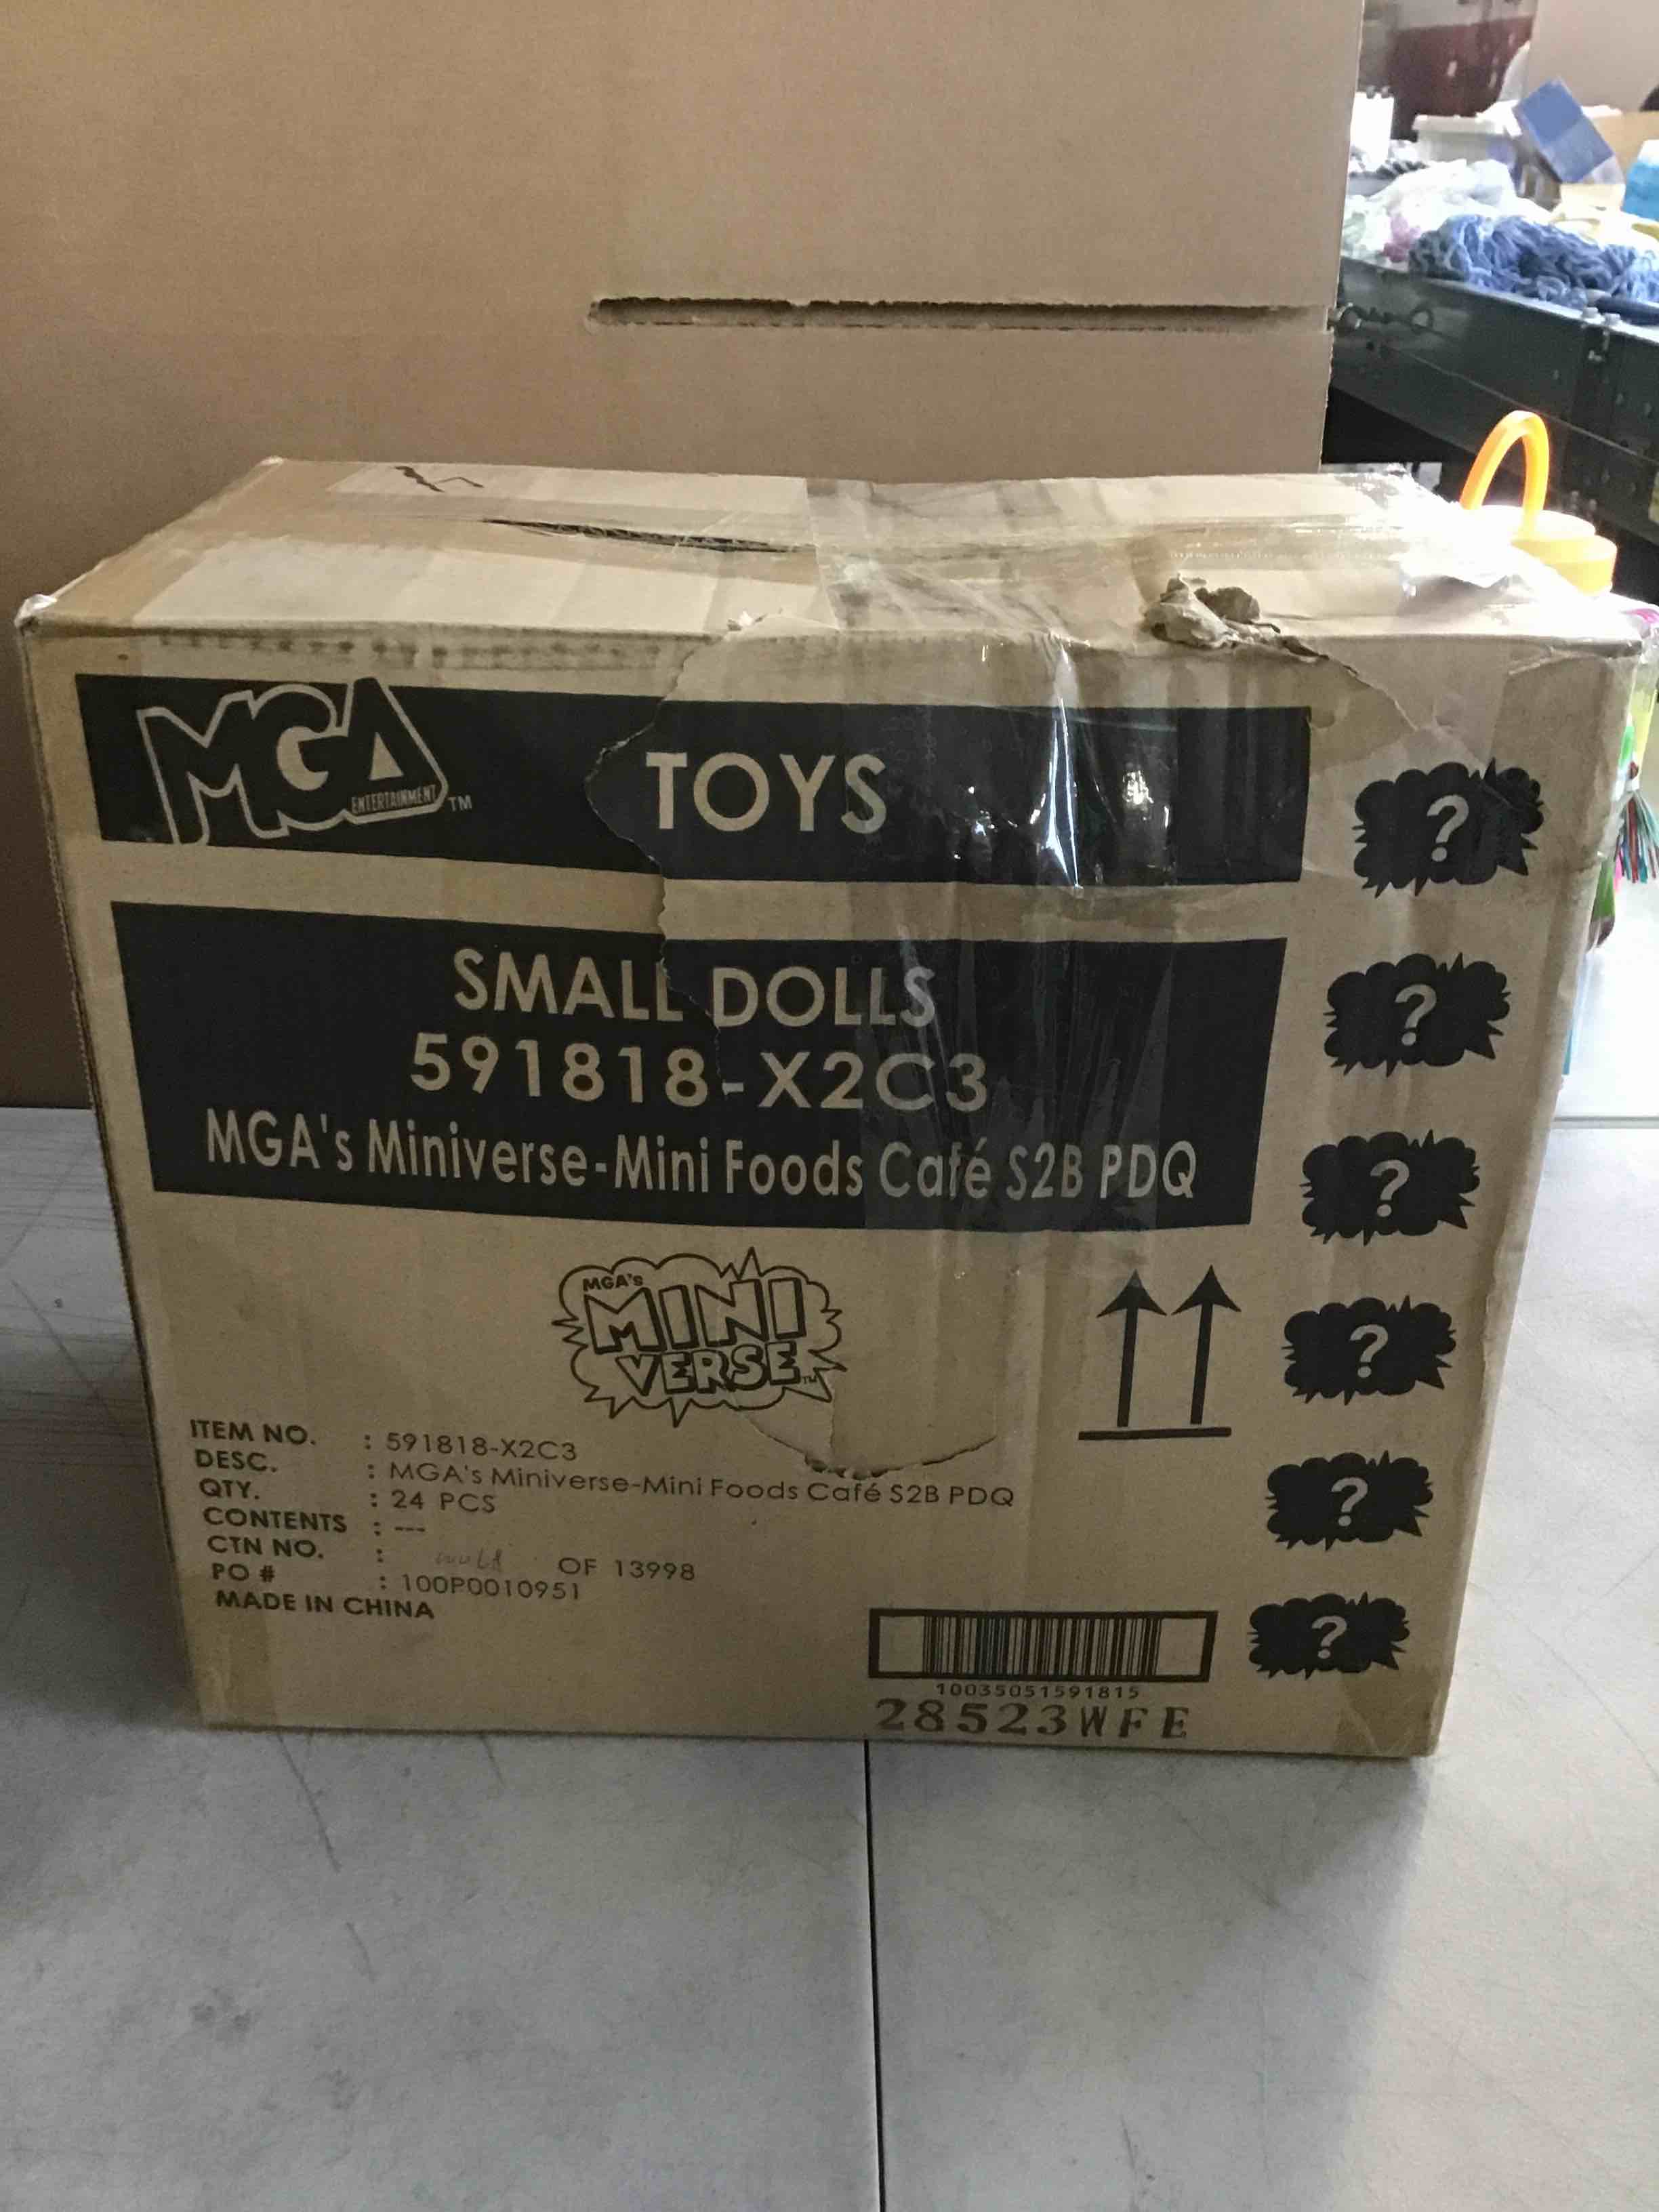 MGA
ENTERTAINMENT TM
TOYS
SMALL DOLLS
591818-X2C3
MGA's Miniverse-Mini Foods Café S2B PDQ
MGA's
MINI
VERSE TM
ITEM NO. : 591818-X2C3
DESC. : MGA's Miniverse-Mini Foods Café S2B PDQ
QTY. : 24 PCS
CONTENTS : ---
CTN NO. : OF 13998
PO # : 100P0010951
MADE IN CHINA
10035051591815
28523WFE
?
?
?
?
?
?